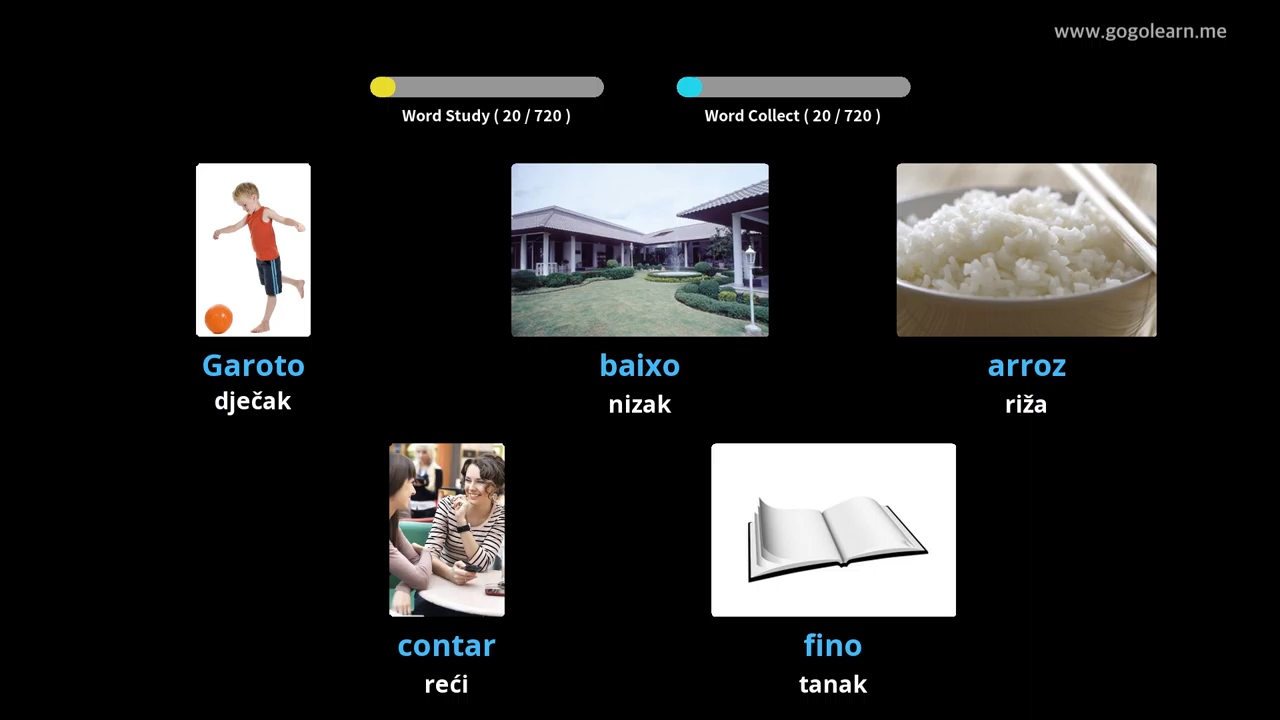 www.gogolearn.me
Word Study ( 20 / 720 )
Word Collect ( 20 / 720 )
Garoto
dječak
baixo
nizak
arroz
riža
contar
reći
fino
tanak